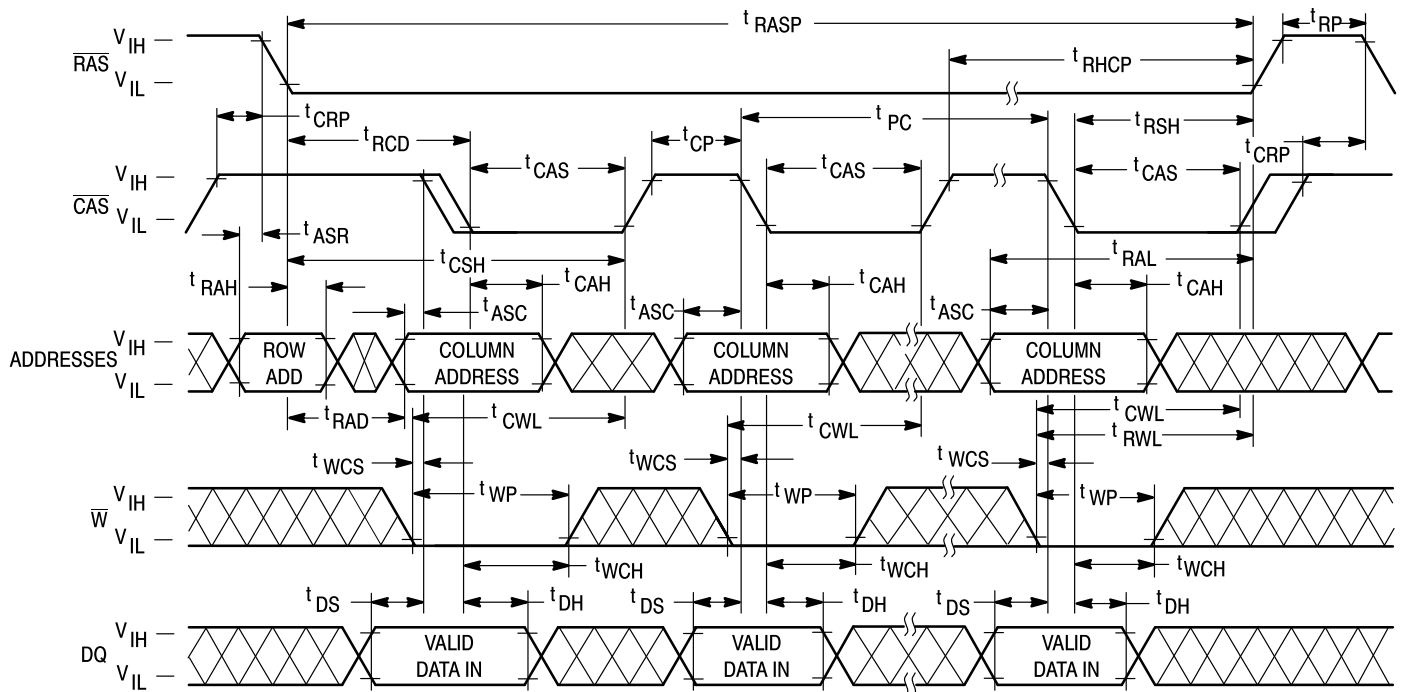 t RASP
t RP
V IH
RAS
V IL
t RHCP
t CRP
t RCD
t CP
t PC
t RSH
t CRP
V IH
CAS
V IL
t CAS
t CAS
t CAS
t ASR
t CSH
t RAL
t RAH
t CAH
t CAH
t CAH
t ASC
t ASC
t ASC
V IH
ADDRESSES
V IL
ROW
ADD
COLUMN
ADDRESS
COLUMN
ADDRESS
COLUMN
ADDRESS
t RAD
t CWL
t CWL
t CWL
t RWL
t WCS
t WCS
t WCS
V IH
W
V IL
t WP
t WP
t WP
t WCH
t WCH
t WCH
t DS
t DH
t DS
t DH
t DS
t DH
V IH
DQ
V IL
VALID
DATA IN
VALID
DATA IN
VALID
DATA IN